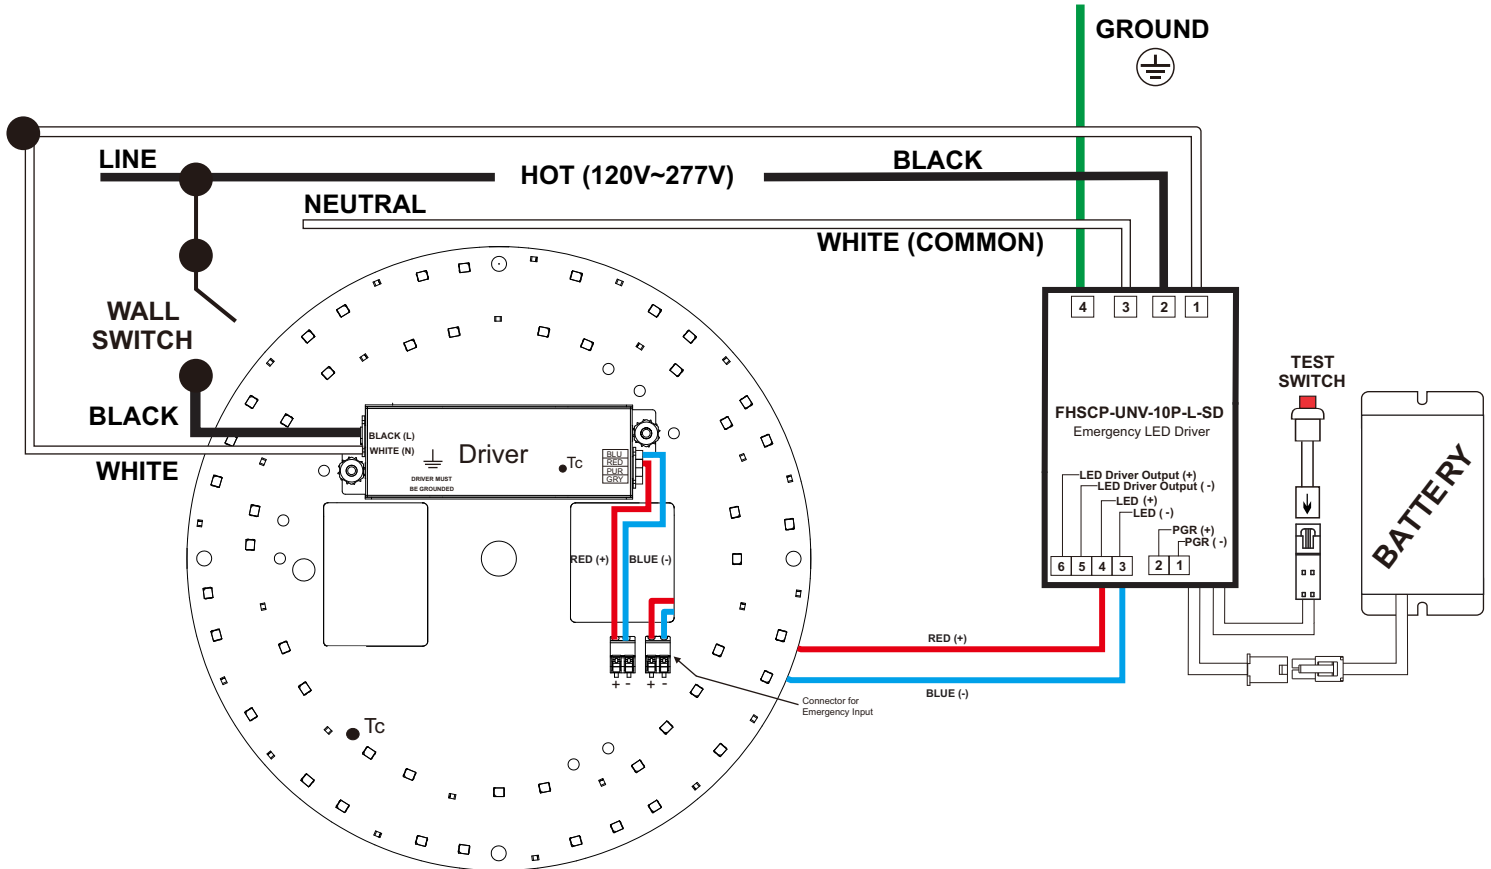 GROUND
LINE
HOT (120V~277V)
BLACK
NEUTRAL
WHITE (COMMON)
WALL
SWITCH
BLACK
WHITE
BLACK (L)
WHITE (N)
DRIVER MUST
BE GROUNDED
Driver
Tc
BLU
RED
PUR
GRY
RED (+)
BLUE (-)
+ -
+ -
Connector for
Emergency Input
Tc
4 3 2 1
FHSCP-UNV-10P-L-SD
Emergency LED Driver
LED Driver Output (+)
LED Driver Output (-)
LED (+)
LED (-)
PGR (+)
PGR (-)
6 5 4 3 2 1
RED (+)
BLUE (-)
TEST
SWITCH
BATTERY